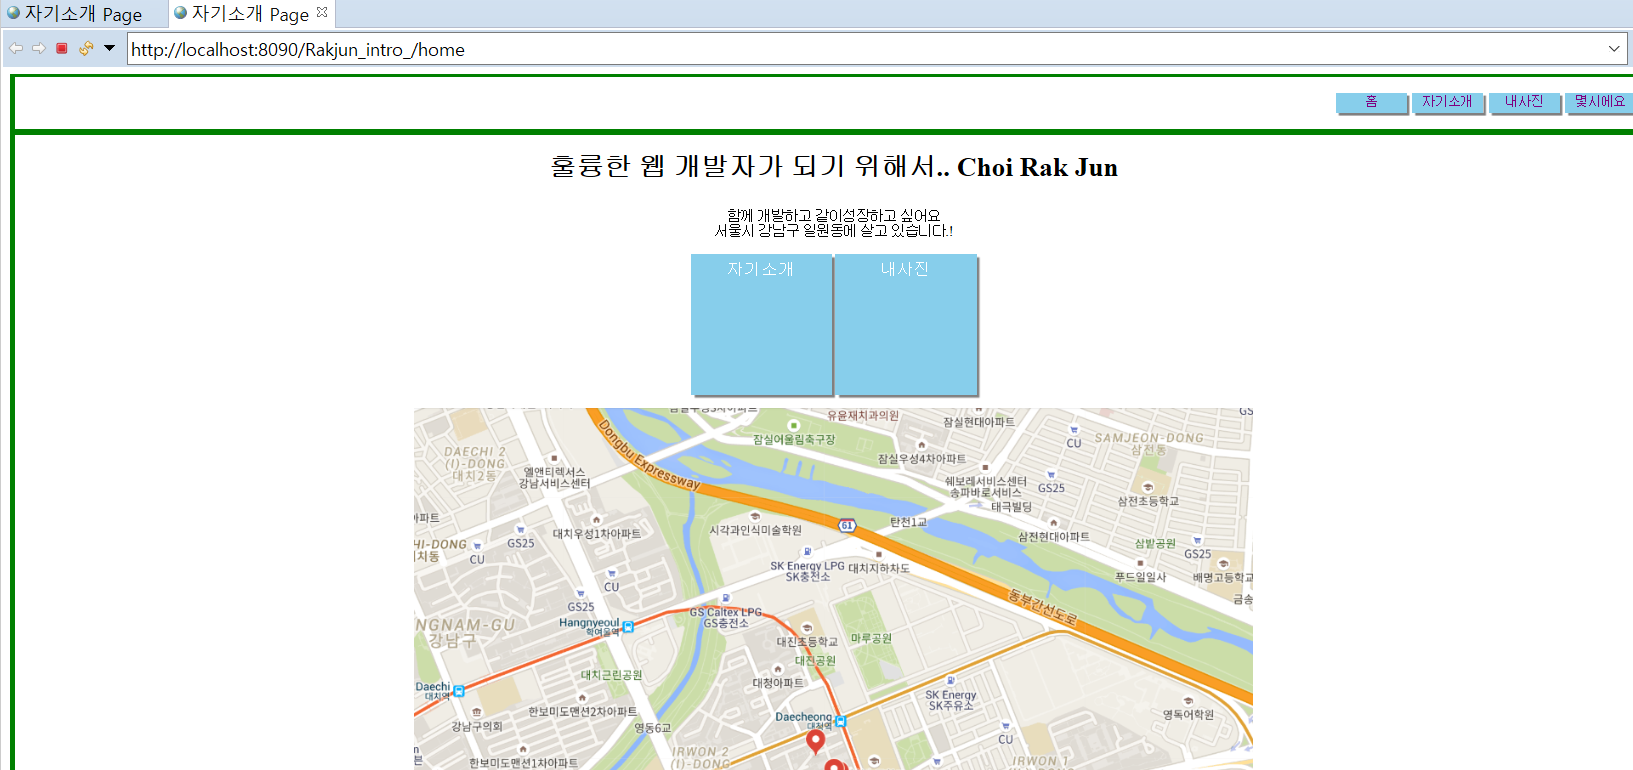 자기소개 Page
자기소개 Page
http://localhost:8090/Rakjun_intro_/home
홈 자기소개 내사진 몇시에요
훌륭한 웹 개발자가 되기 위해서.. Choi Rak Jun
함께 개발하고 같이성장하고 싶어요
서울시 강남구 일원동에 살고 있습니다.!
자기소개 내사진
유윤재치과의원
잠실현대아파트
GS
Dongbu Expressway
잠실어울림축구장
CU
SAMJEON-DONG
삼전동
DAECHI 2
(I)-DONG
대치2동
엘앤티렉서스
강남서비스센터
잠실우성4차아파트
쉐보레서비스센터
송파바로서비스
GS25
태극빌딩
삼전초등학교
아파트
HI-DONG
치동
CU
GS25
대치우성1차아파트
시각과인식미술학원
61
탄천1교
삼전현대아파트
삼밭공원
GS25
SK Energy LPG
SK충전소
대치지하차도
푸드일일사
배명고등학교
CU
GS25
금송
동부간선도로
GS Caltex LPG
GS충전소
NGNAM-GU
강남구
Hangnyeoul
학여울역
대진초등학교
마루공원
대진공원
대치근린공원
대청아파트
Daechi
대치역
SK Energy
SK주유소
강남구의회
한보미도맨션2차아파트
영동6교
Daecheong
대청역
영독어학원
CU
한보미도맨션1차아파트
IRWON 2
(I)-DONG
IRWON 1